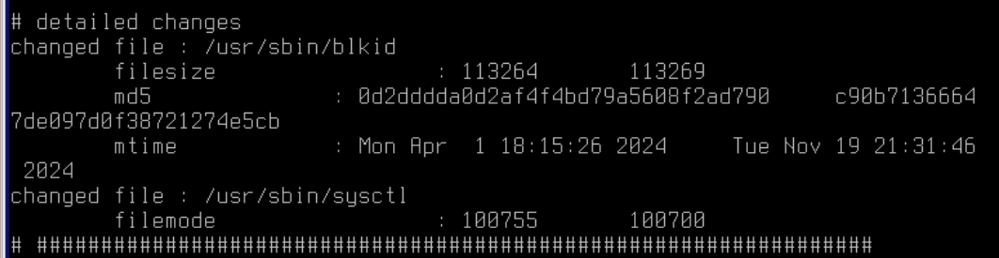 # detailed changes
changed file : /usr/sbin/blkid
        filesize                 : 113264       113269
        md5              : 0d2dddda0d2af4f4bd79a5608f2ad790     c90b7136664
7de097d0f38721274e5cb
        mtime            : Mon Apr  1 18:15:26 2024     Tue Nov 19 21:31:46
 2024
changed file : /usr/sbin/sysctl
        filemode                 : 100755       100700
# #################################################################